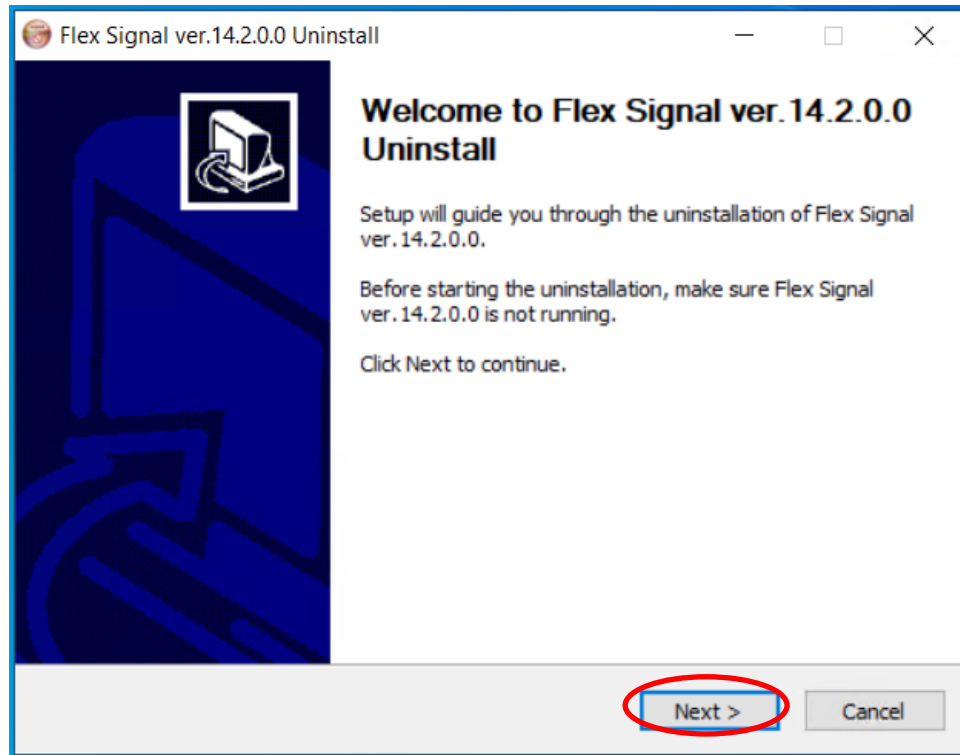 Flex Signal ver.14.2.0.0 Uninstall
Welcome to Flex Signal ver.14.2.0.0
Uninstall
Setup will guide you through the uninstallation of Flex Signal
ver.14.2.0.0.
Before starting the uninstallation, make sure Flex Signal
ver.14.2.0.0 is not running.
Click Next to continue.
Next >
Cancel